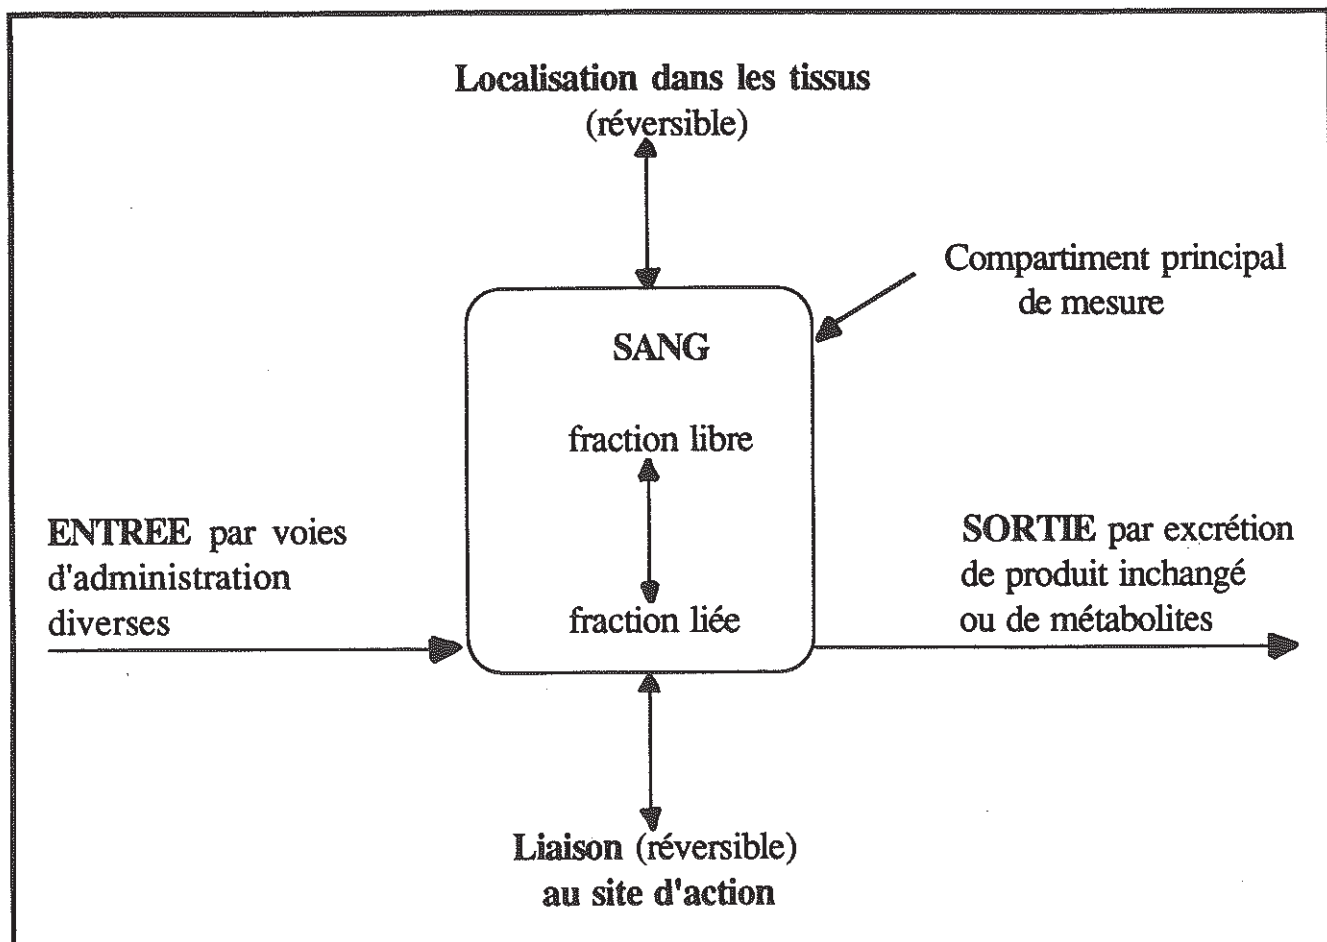 Localisation dans les tissus
(réversible)
Compartiment principal
de mesure
SANG
fraction libre
fraction liée
ENTREE par voies
d'administration
diverses
SORTIE par excrétion
de produit inchangé
ou de métabolites
Liaison (réversible)
au site d'action